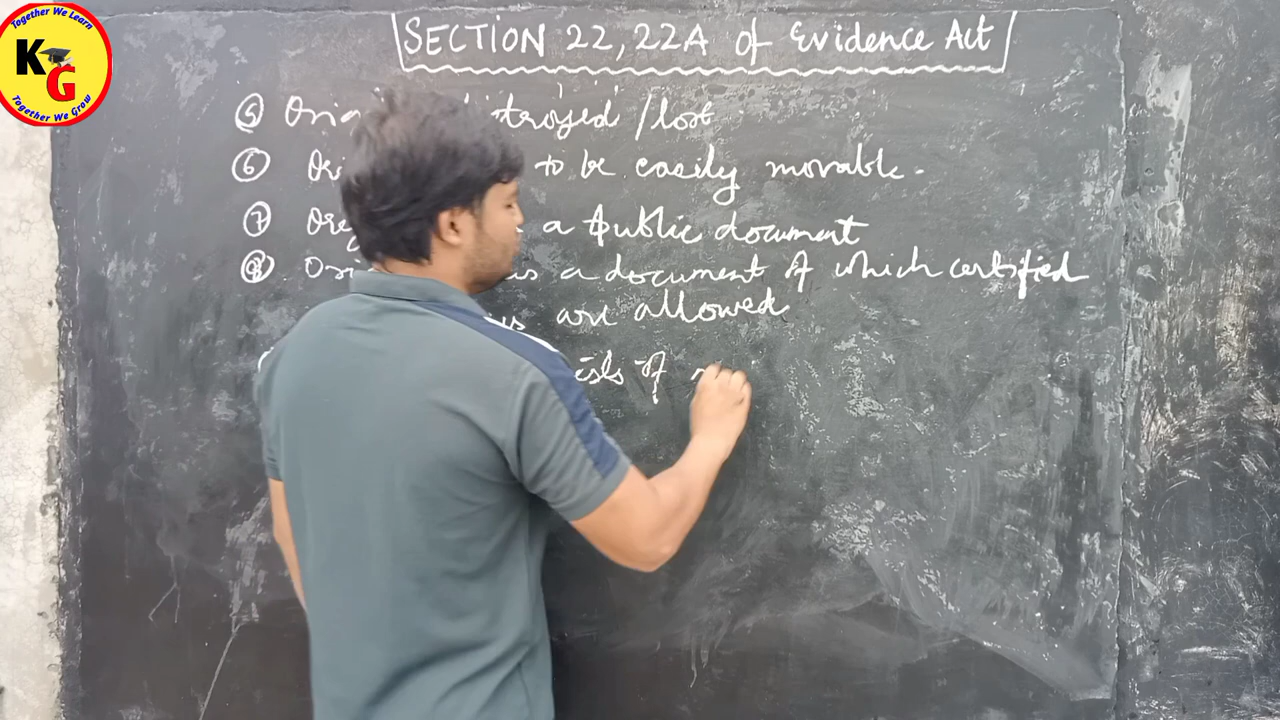 Together We Learn
KG
Together We Grow
SECTION 22, 22A of Evidence Act
⑤ troyed / lost
⑥ to be easily movable.
⑦ a public document
⑧ is a document of which certified
are allowed
of